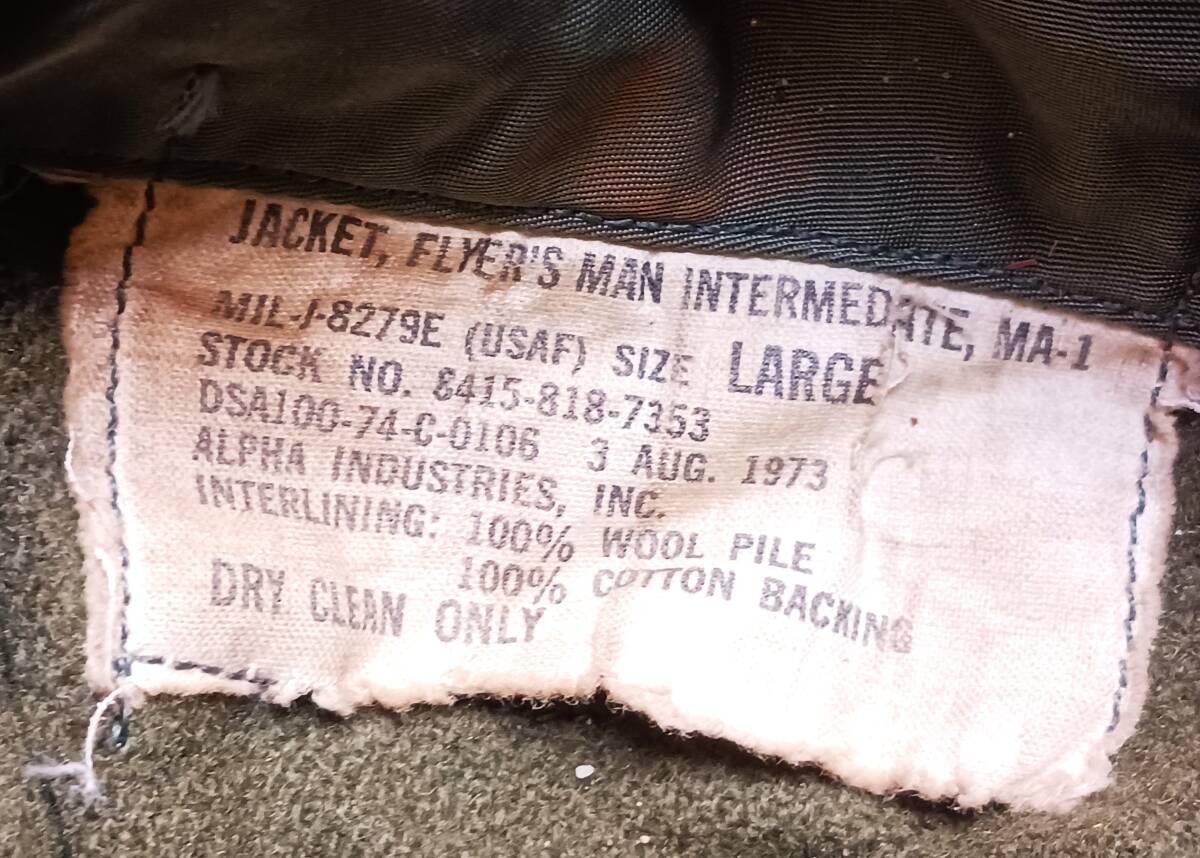 JACKET, FLYER'S MAN INTERMEDIATE, MA-1
MIL-J-8279E (USAF) SIZE LARGE
STOCK NO. 8415-818-7353
DSA100-74-C-0106 3 AUG. 1973
ALPHA INDUSTRIES, INC.
INTERLINING: 100% WOOL PILE
100% COTTON BACKING
DRY CLEAN ONLY